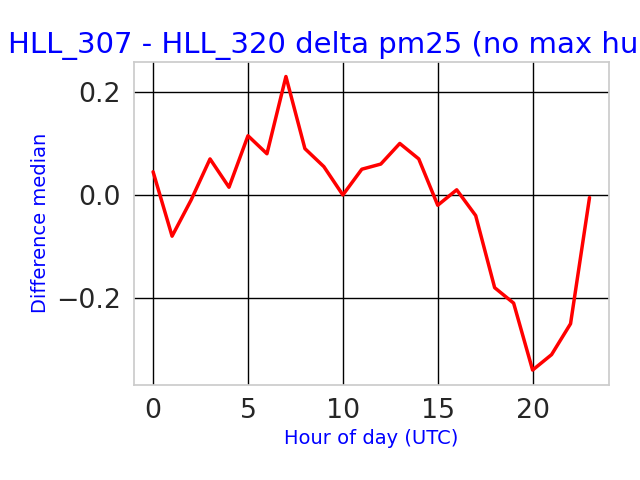 HLL_307 - HLL_320 delta pm25 (no max hu
0.2
0.0
−0.2
Difference median
0 5 10 15 20
Hour of day (UTC)